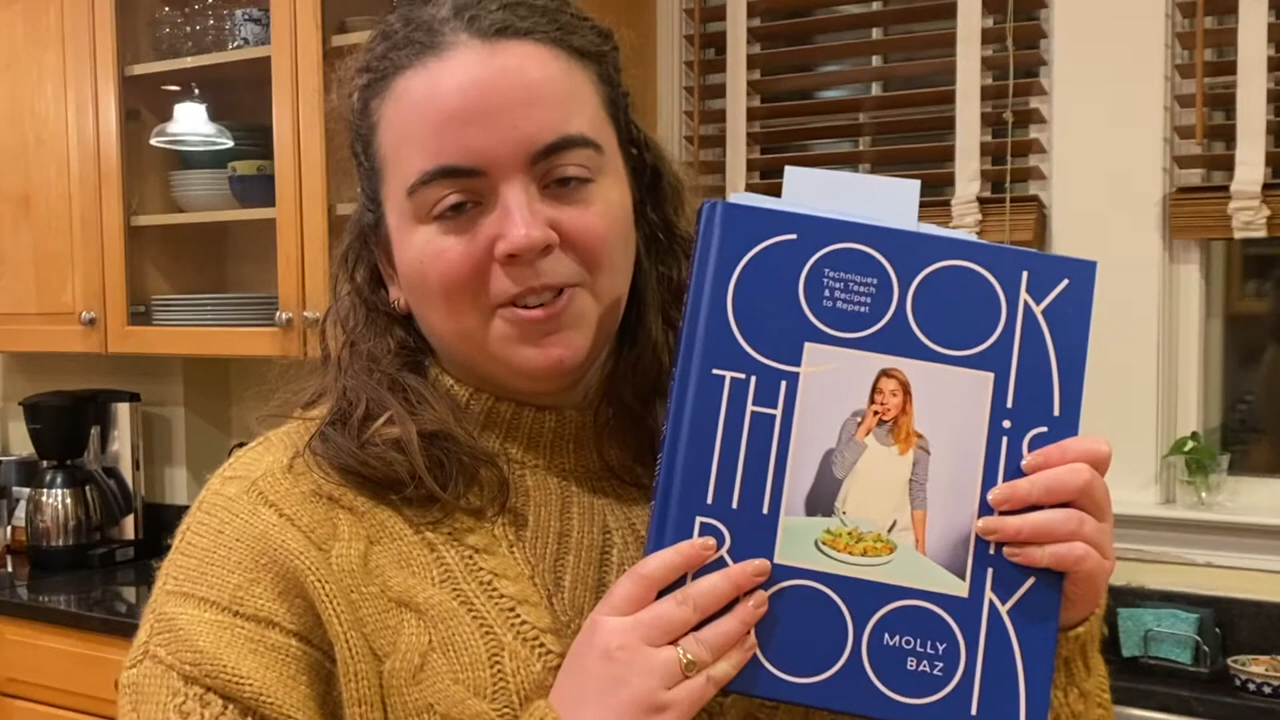 COOK
Techniques
That Teach
& Recipes
to Repeat
THiS
BOOK
MOLLY
BAZ